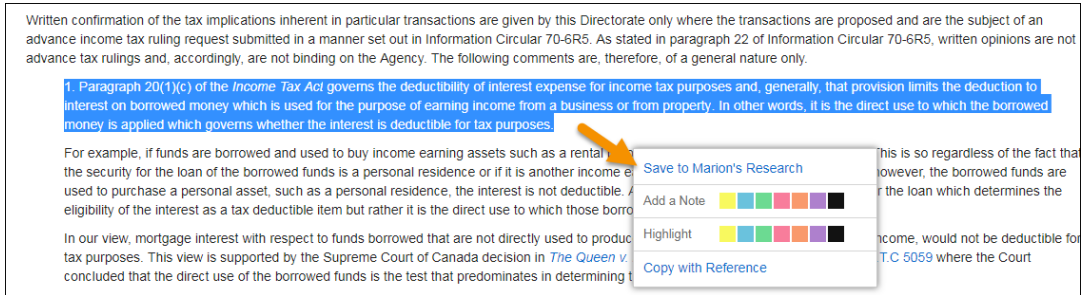 Written confirmation of the tax implications inherent in particular transactions are given by this Directorate only where the transactions are proposed and are the subject of an
advance income tax ruling request submitted in a manner set out in Information Circular 70-6R5. As stated in paragraph 22 of Information Circular 70-6R5, written opinions are not
advance tax rulings and, accordingly, are not binding on the Agency. The following comments are, therefore, of a general nature only.
1. Paragraph 20(1)(c) of the Income Tax Act governs the deductibility of interest expense for income tax purposes and, generally, that provision limits the deduction to
interest on borrowed money which is used for the purpose of earning income from a business or from property. In other words, it is the direct use to which the borrowed
money is applied which governs whether the interest is deductible for tax purposes.
For example, if funds are borrowed and used to buy income earning assets such as a rental This is so regardless of the fact that
the security for the loan of the borrowed funds is a personal residence or if it is another income however, the borrowed funds are
used to purchase a personal asset, such as a personal residence, the interest is not deductible. the loan which determines the
eligibility of the interest as a tax deductible item but rather it is the direct use to which those
In our view, mortgage interest with respect to funds borrowed that are not directly used to income, would not be deductible for
tax purposes. This view is supported by the Supreme Court of Canada decision in The Queen v. T.C 5059 where the Court
concluded that the direct use of the borrowed funds is the test that predominates in determining
Save to Marion's Research
Add a Note
Highlight
Copy with Reference